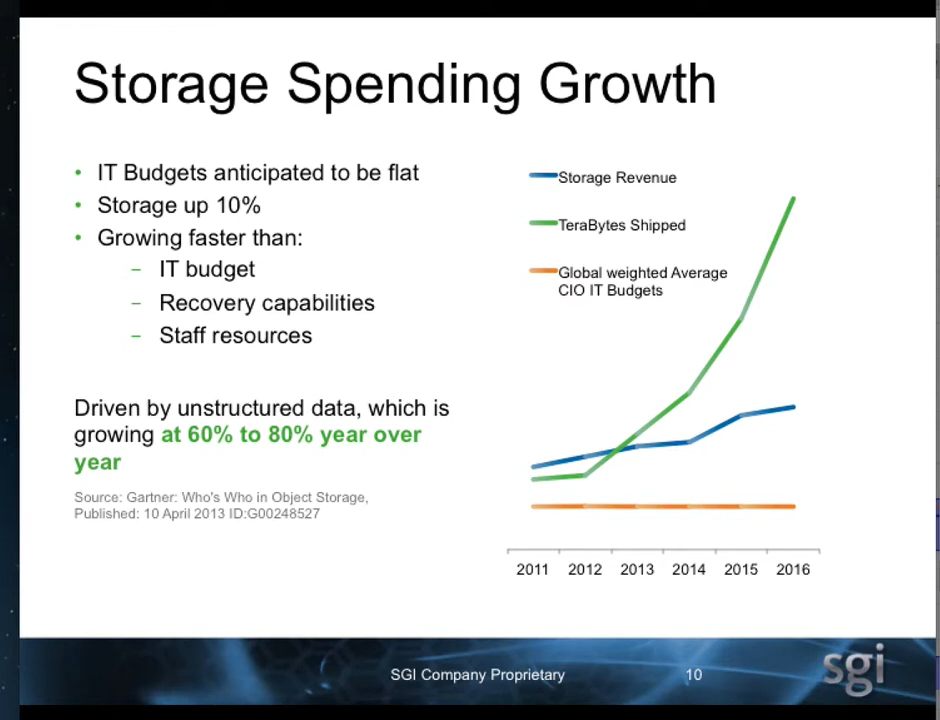 Storage Spending Growth
• IT Budgets anticipated to be flat
• Storage up 10%
• Growing faster than:
– IT budget
– Recovery capabilities
– Staff resources
Driven by unstructured data, which is
growing at 60% to 80% year over
year
Source: Gartner: Who's Who in Object Storage,
Published: 10 April 2013 ID:G00248527
Storage Revenue
TeraBytes Shipped
Global weighted Average
CIO IT Budgets
2011 2012 2013 2014 2015 2016
SGI Company Proprietary 10
sgi